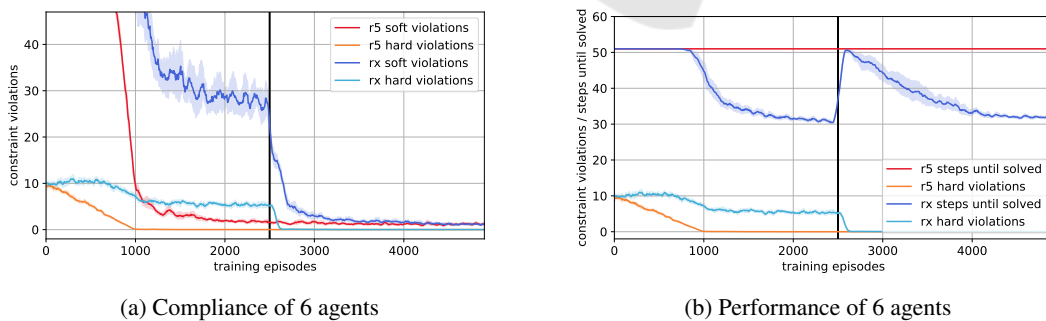 constraint violations
40
30
20
10
0
r5 soft violations
r5 hard violations
rx soft violations
rx hard violations
0
1000
2000
3000
4000
training episodes
(a) Compliance of 6 agents
constraint violations / steps until solved
60
50
40
30
20
10
0
r5 steps until solved
r5 hard violations
rx steps until solved
rx hard violations
0
1000
2000
3000
4000
training episodes
(b) Performance of 6 agents